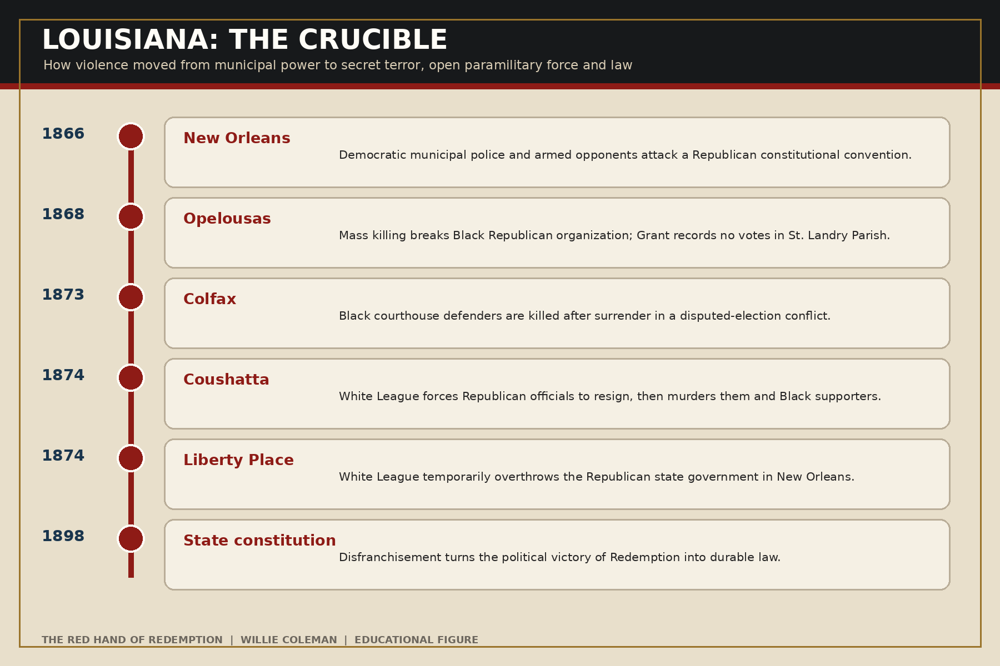 LOUISIANA: THE CRUCIBLE
How violence moved from municipal power to secret terror, open paramilitary force and law
1866
New Orleans
Democratic municipal police and armed opponents attack a Republican constitutional convention.
1868
Opelousas
Mass killing breaks Black Republican organization; Grant records no votes in St. Landry Parish.
1873
Colfax
Black courthouse defenders are killed after surrender in a disputed-election conflict.
1874
Coushatta
White League forces Republican officials to resign, then murders them and Black supporters.
1874
Liberty Place
White League temporarily overthrows the Republican state government in New Orleans.
1898
State constitution
Disfranchisement turns the political victory of Redemption into durable law.
THE RED HAND OF REDEMPTION | WILLIE COLEMAN | EDUCATIONAL FIGURE